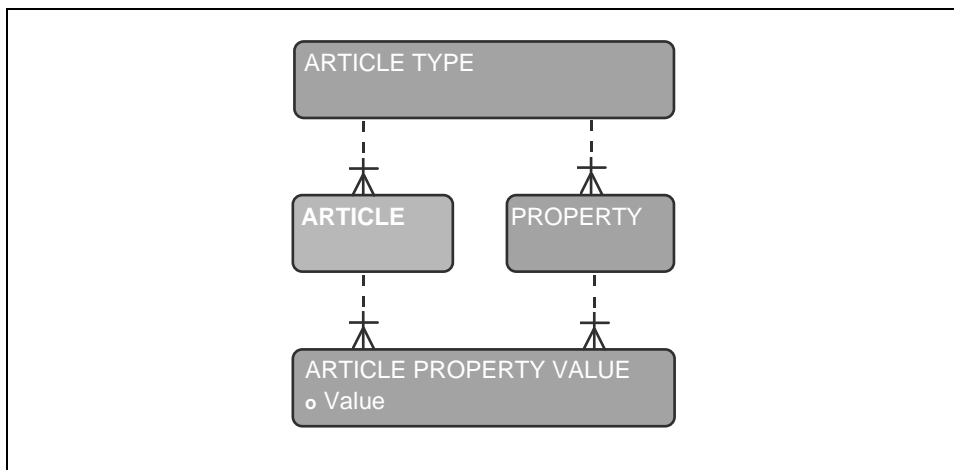 ARTICLE TYPE
ARTICLE
PROPERTY
ARTICLE PROPERTY VALUE
o Value